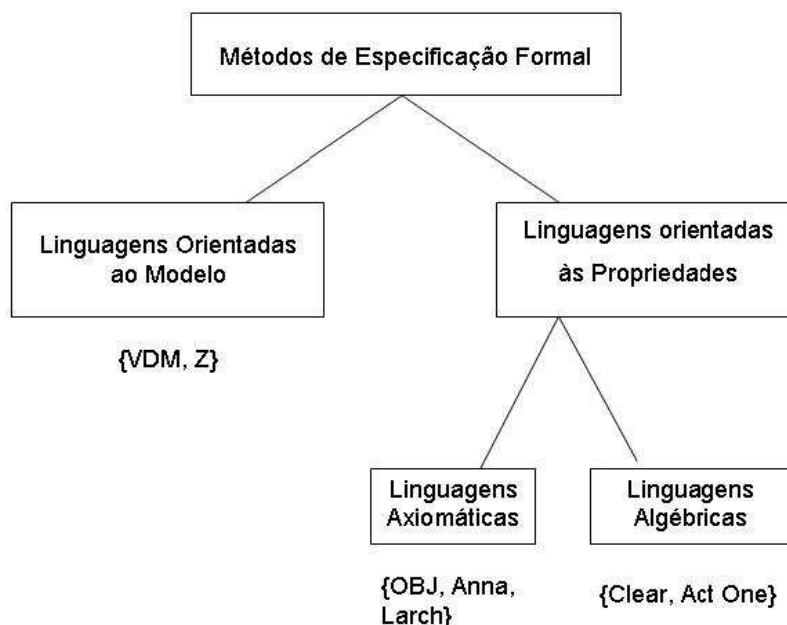 Métodos de Especificação Formal
Linguagens Orientadas
ao Modelo
Linguagens orientadas
às Propriedades
{VDM, Z}
Linguagens
Axiomáticas
Linguagens
Algébricas
{OBJ, Anna,
Larch}
{Clear, Act One}